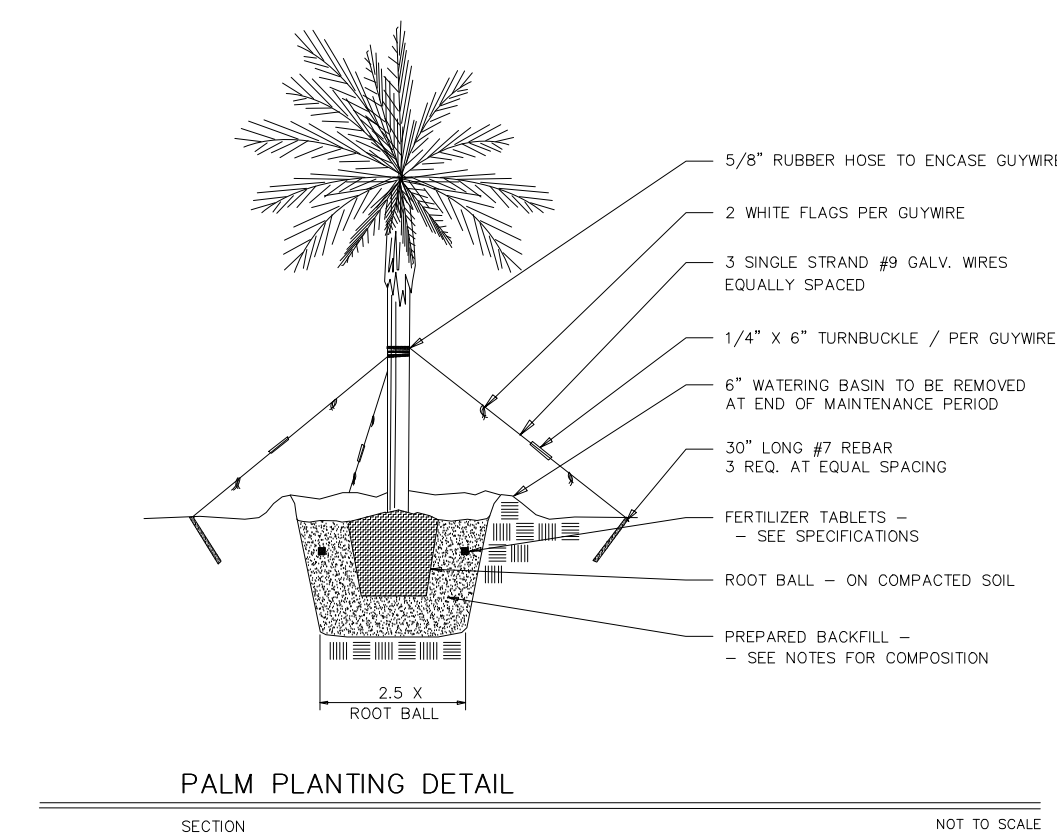 5/8” RUBBER HOSE TO ENCASE GUYWIRE
2 WHITE FLAGS PER GUYWIRE
3 SINGLE STRAND #9 GALV. WIRES
EQUALLY SPACED
1/4” X 6” TURNBUCKLE / PER GUYWIRE
6” WATERING BASIN TO BE REMOVED
AT END OF MAINTENANCE PERIOD
30” LONG #7 REBAR
3 REQ. AT EQUAL SPACING
FERTILIZER TABLETS –
– SEE SPECIFICATIONS
ROOT BALL – ON COMPACTED SOIL
PREPARED BACKFILL –
– SEE NOTES FOR COMPOSITION
2.5 X
ROOT BALL
PALM PLANTING DETAIL
SECTION
NOT TO SCALE